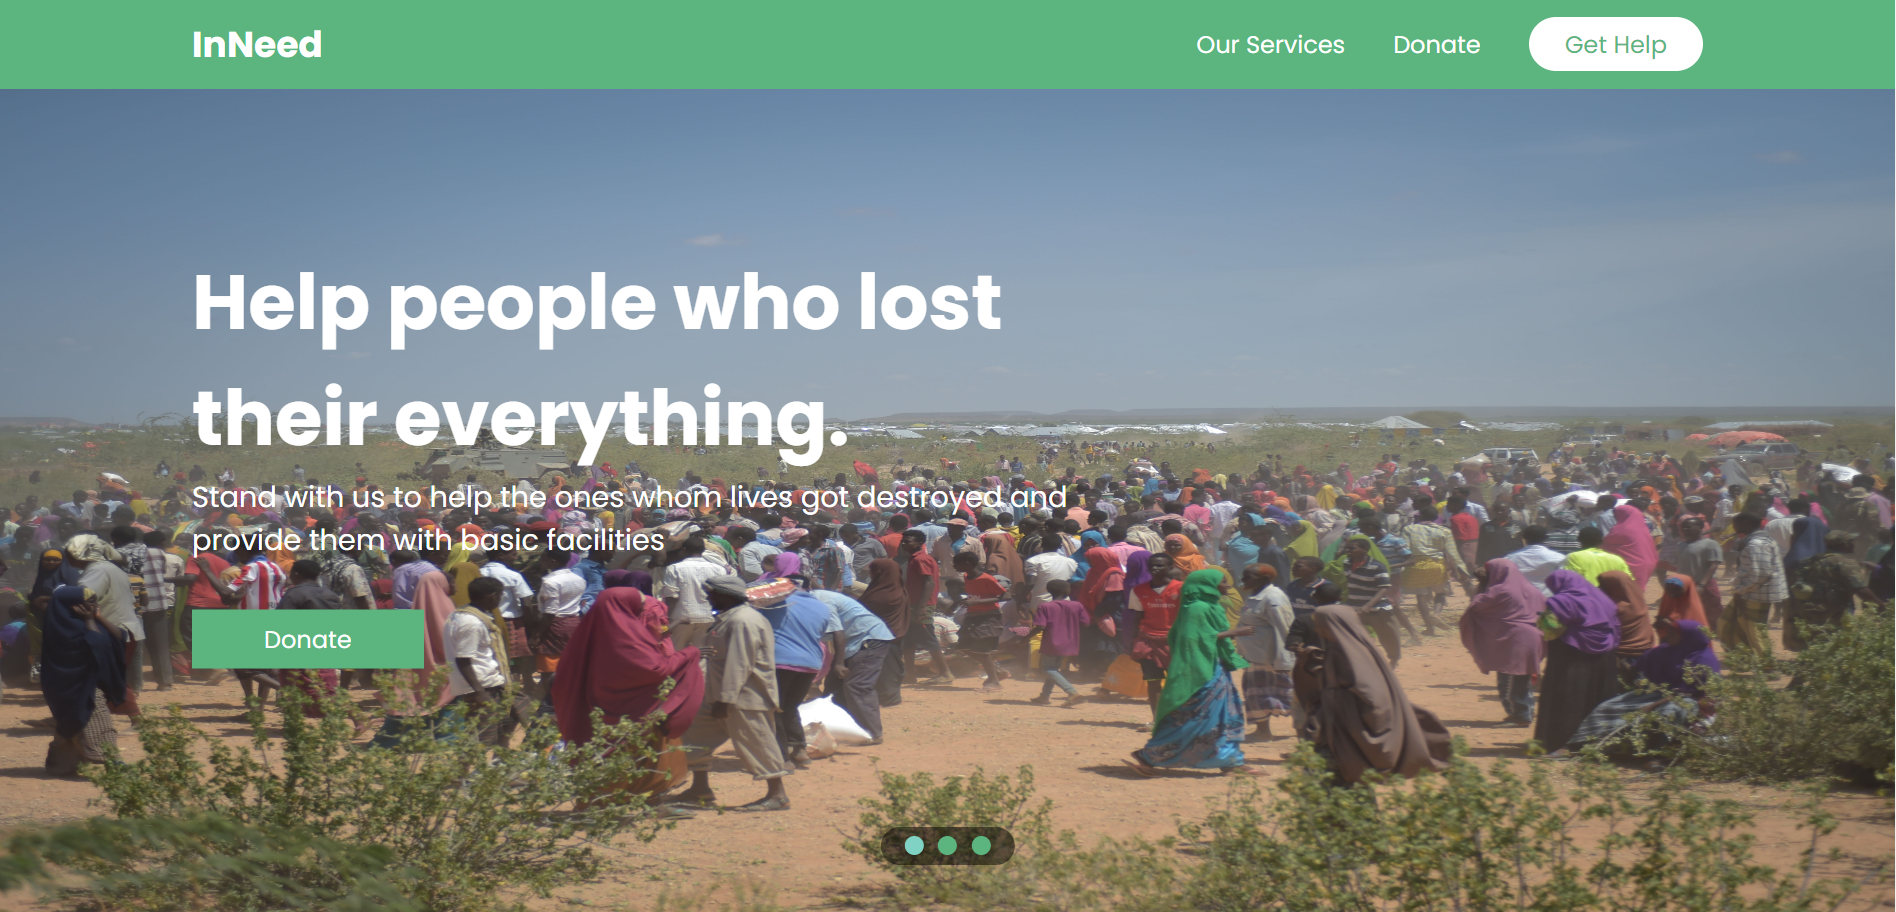 InNeed
Our Services Donate Get Help
Help people who lost
their everything.
Stand with us to help the ones whom lives got destroyed and
provide them with basic facilities
Donate